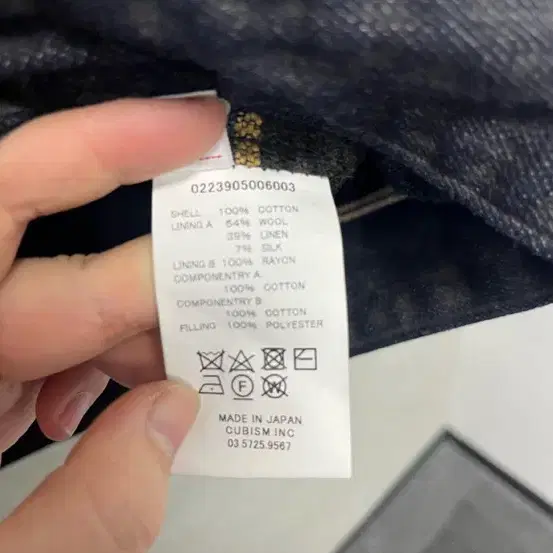 0223905006003
SHELL 100% COTTON
LINING A 54% WOOL
39% LINEN
7% SILK
LINING B 100% RAYON
COMPONENTRY A
100% COTTON
COMPONENTRY B
100% COTTON
FILLING 100% POLYESTER
F W
MADE IN JAPAN
CUBISM INC
03.5725.9567